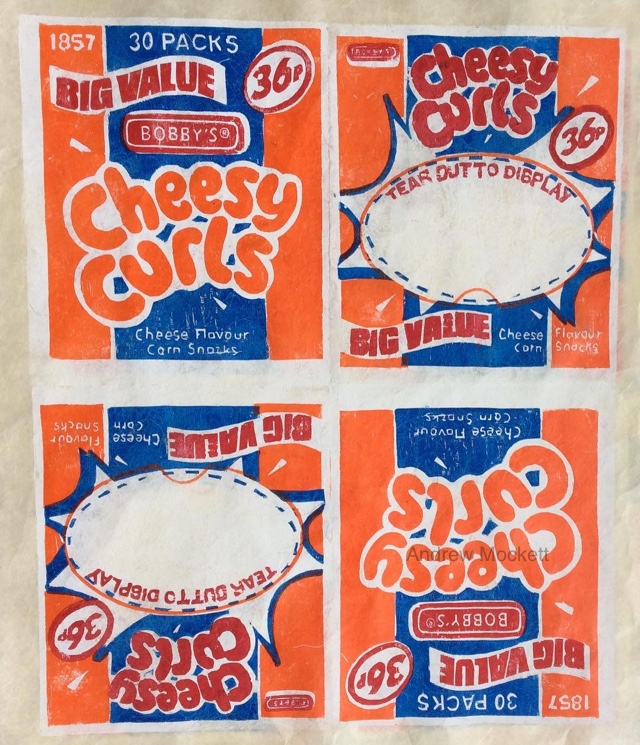 1857 30 PACKS
BIG VALUE 36p
BOBBY'S®
Cheesy
Curls
Cheese Flavour
Corn Snacks
BOBBY'S
Cheesy
Curls
36p
TEAR OUT TO DISPLAY
BIG VALUE Cheese Flavour
Corn Snacks
BIG VALUE Cheese Flavour
Corn Snacks
TEAR OUT TO DISPLAY
36p
Cheesy
Curls
BOBBY'S
Cheese Flavour
Corn Snacks
Cheesy
Curls
Andrew Mockett
BOBBY'S®
BIG VALUE
36p
1857 30 PACKS